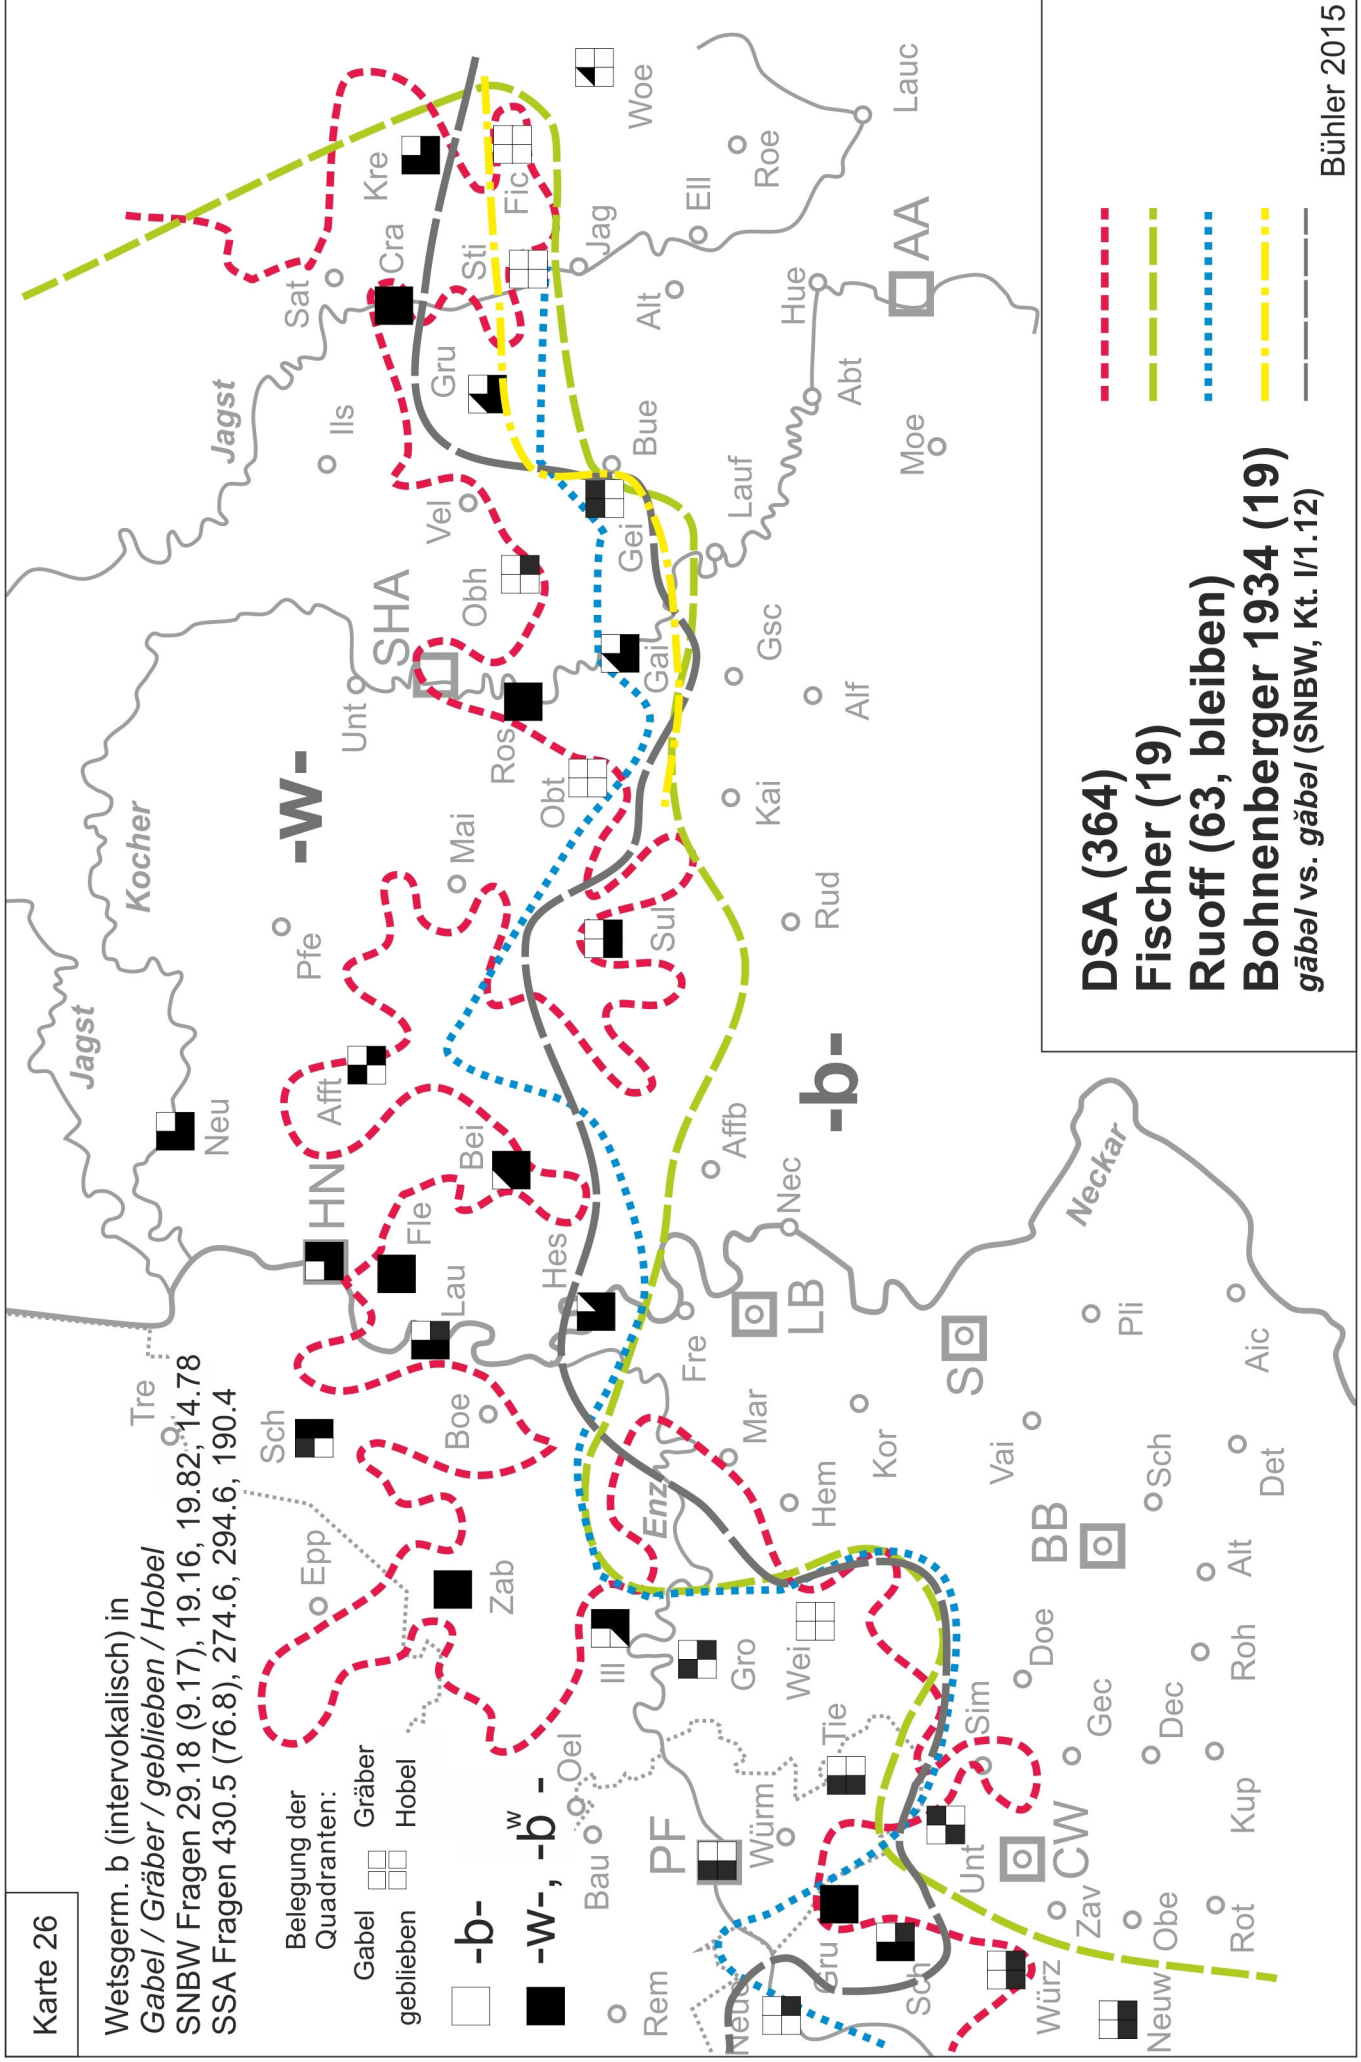 Karte 26
Wetsgerm. b (intervokalisch) in
Gabel / Gräber / geblieben / Hobel
SNBW Fragen 29.18 (9.17), 19.16, 19.82, 14.78
SSA Fragen 430.5 (76.8), 274.6, 294.6, 190.4
Belegung der
Quadranten:
Gabel Gräber
geblieben Hobel
-b-
-w-, -bʷ-
Jagst
Kocher
Jagst
Neckar
Enz
-w-
-b-
Tre
Neu
Pfe
Unt
Ils
Sat
Kre
Cra
Sch
HN
Afft
Mai
SHA
Vel
Gru
Sti
Fic
Woe
Epp
Boe
Lau
Fle
Bei
Ros
Obh
Zab
Hes
Obt
Sul
Gai
Gei
Bue
Jag
Alt
Ell
Roe
Lauc
Oel
Bau
Rem
Ill
Gro
PF
Würm
Tie
Wei
Fre
Mar
Hem
Kor
LB
Affb
Nec
Rud
Kai
Gsc
Alf
Lauf
Abt
Moe
Hue
AA
Neue
Gru
Sch
Würz
Neuw
Unt
Sim
CW
Zav
Obe
Rot
Kup
Dec
Gec
Doe
Roh
BB
Alt
Sch
Det
Vai
S
Pli
Aic
DSA (364)
Fischer (19)
Ruoff (63, bleiben)
Bohnenberger 1934 (19)
gābəl vs. găbəl (SNBW, Kt. I/1.12)
Bühler 2015